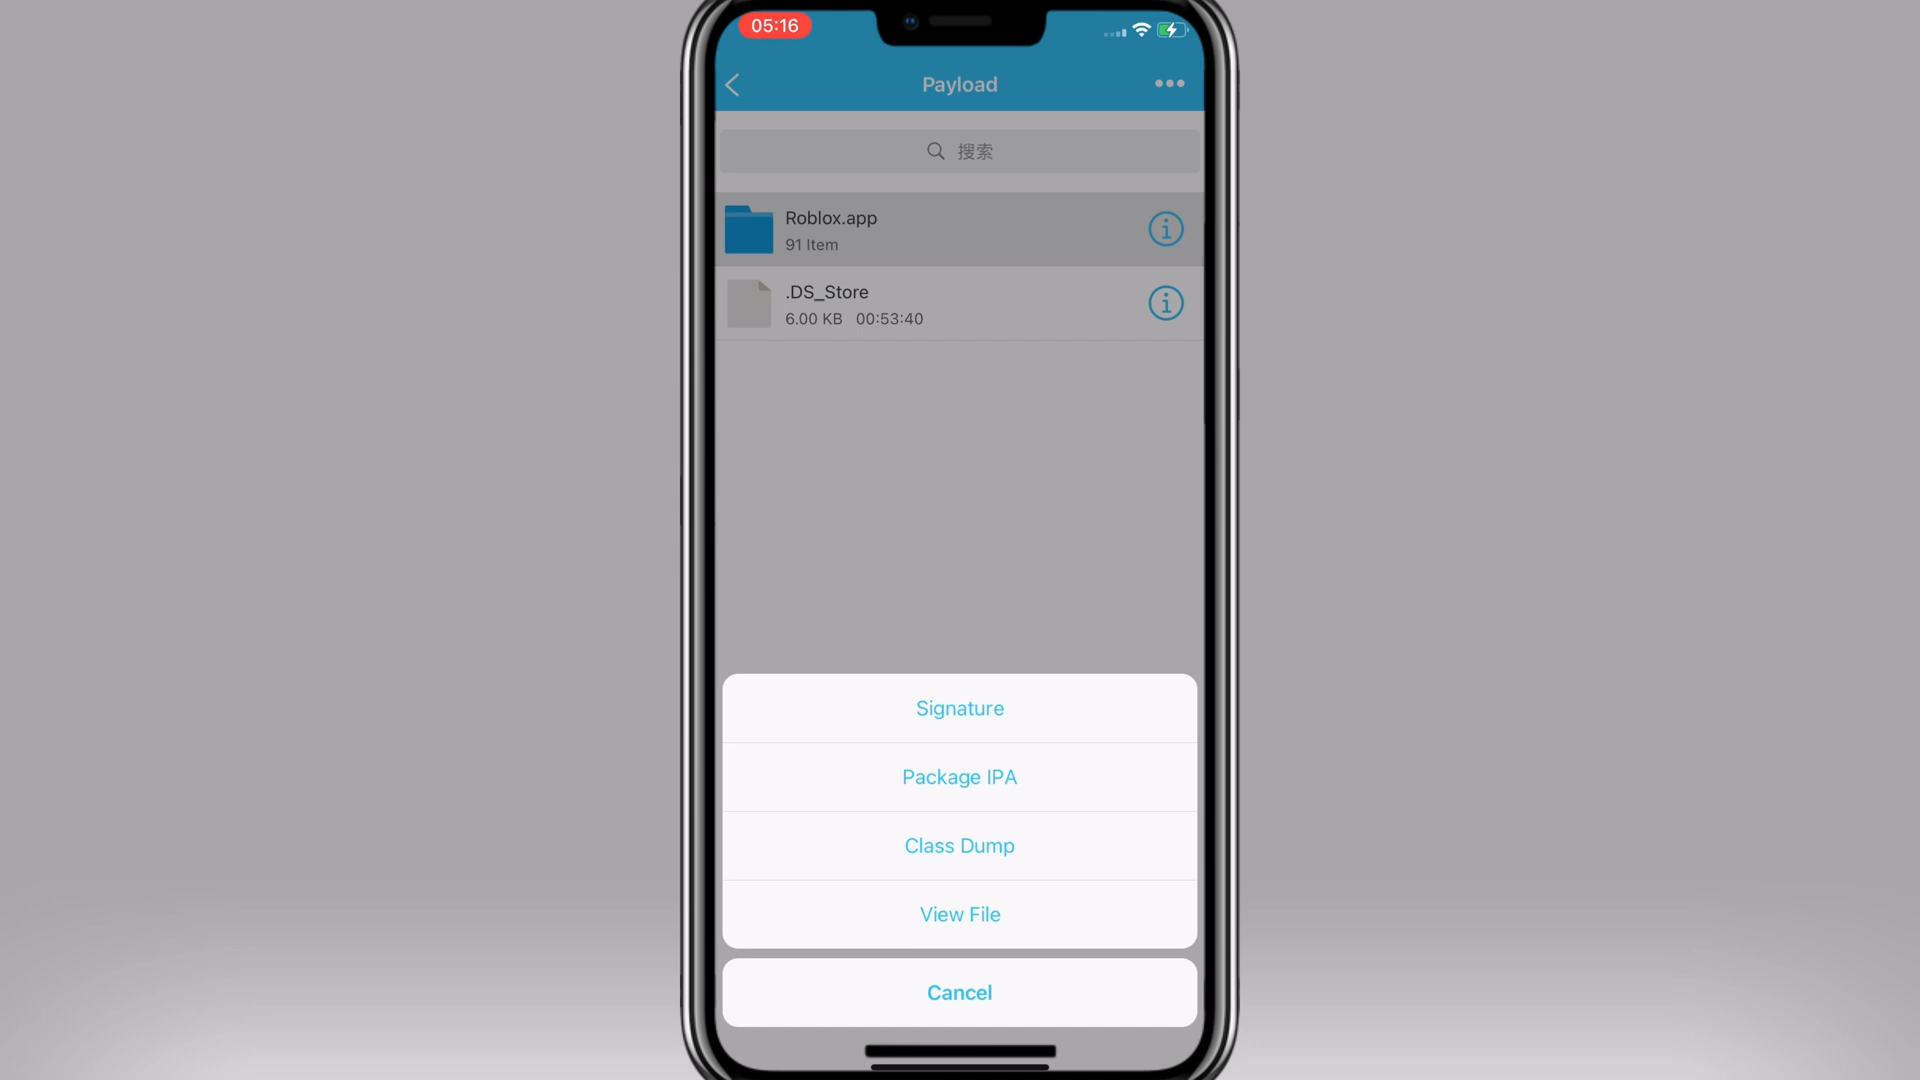 05:16
Payload
搜索
Roblox.app
91 Item
.DS_Store
6.00 KB 00:53:40
Signature
Package IPA
Class Dump
View File
Cancel